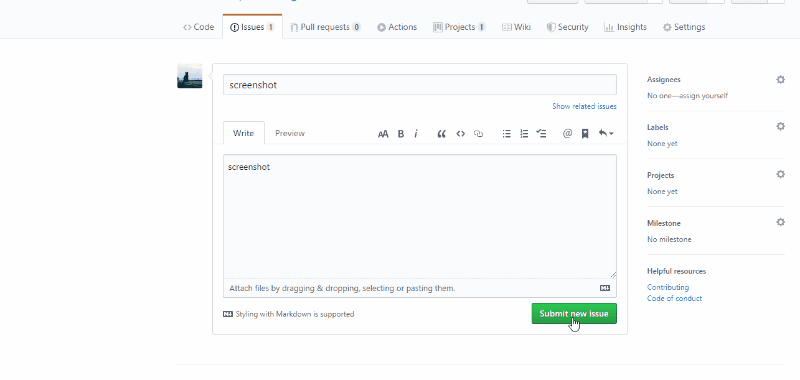 Code Issues 1 Pull requests 0 Actions Projects 1 Wiki Security Insights Settings
screenshot
Show related issues
Write Preview AA B i
screenshot
Attach files by dragging & dropping, selecting or pasting them.
Styling with Markdown is supported
Submit new issue
Assignees
No one—assign yourself
Labels
None yet
Projects
None yet
Milestone
No milestone
Helpful resources
Contributing
Code of conduct